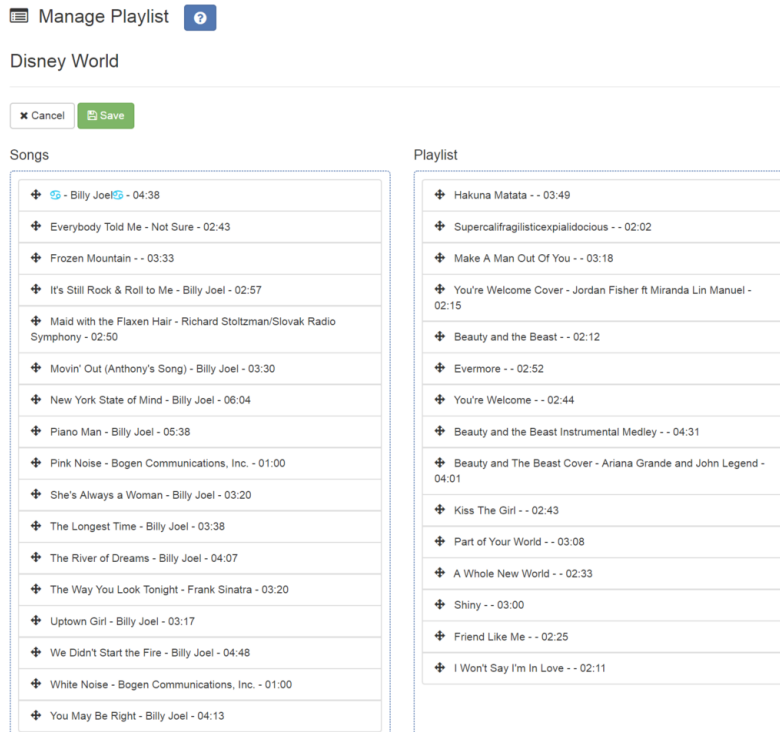 Manage Playlist
Disney World
Cancel
Save
Songs
♋ - Billy Joel♋ - 04:38
Everybody Told Me - Not Sure - 02:43
Frozen Mountain - - 03:33
It's Still Rock & Roll to Me - Billy Joel - 02:57
Maid with the Flaxen Hair - Richard Stoltzman/Slovak Radio
Symphony - 02:50
Movin' Out (Anthony's Song) - Billy Joel - 03:30
New York State of Mind - Billy Joel - 06:04
Piano Man - Billy Joel - 05:38
Pink Noise - Bogen Communications, Inc. - 01:00
She's Always a Woman - Billy Joel - 03:20
The Longest Time - Billy Joel - 03:38
The River of Dreams - Billy Joel - 04:07
The Way You Look Tonight - Frank Sinatra - 03:20
Uptown Girl - Billy Joel - 03:17
We Didn't Start the Fire - Billy Joel - 04:48
White Noise - Bogen Communications, Inc. - 01:00
You May Be Right - Billy Joel - 04:13
Playlist
Hakuna Matata - - 03:49
Supercalifragilisticexpialidocious - - 02:02
Make A Man Out Of You - - 03:18
You're Welcome Cover - Jordan Fisher ft Miranda Lin Manuel -
02:15
Beauty and the Beast - - 02:12
Evermore - - 02:52
You're Welcome - - 02:44
Beauty and the Beast Instrumental Medley - - 04:31
Beauty and The Beast Cover - Ariana Grande and John Legend -
04:01
Kiss The Girl - - 02:43
Part of Your World - - 03:08
A Whole New World - - 02:33
Shiny - - 03:00
Friend Like Me - - 02:25
I Won't Say I'm In Love - - 02:11